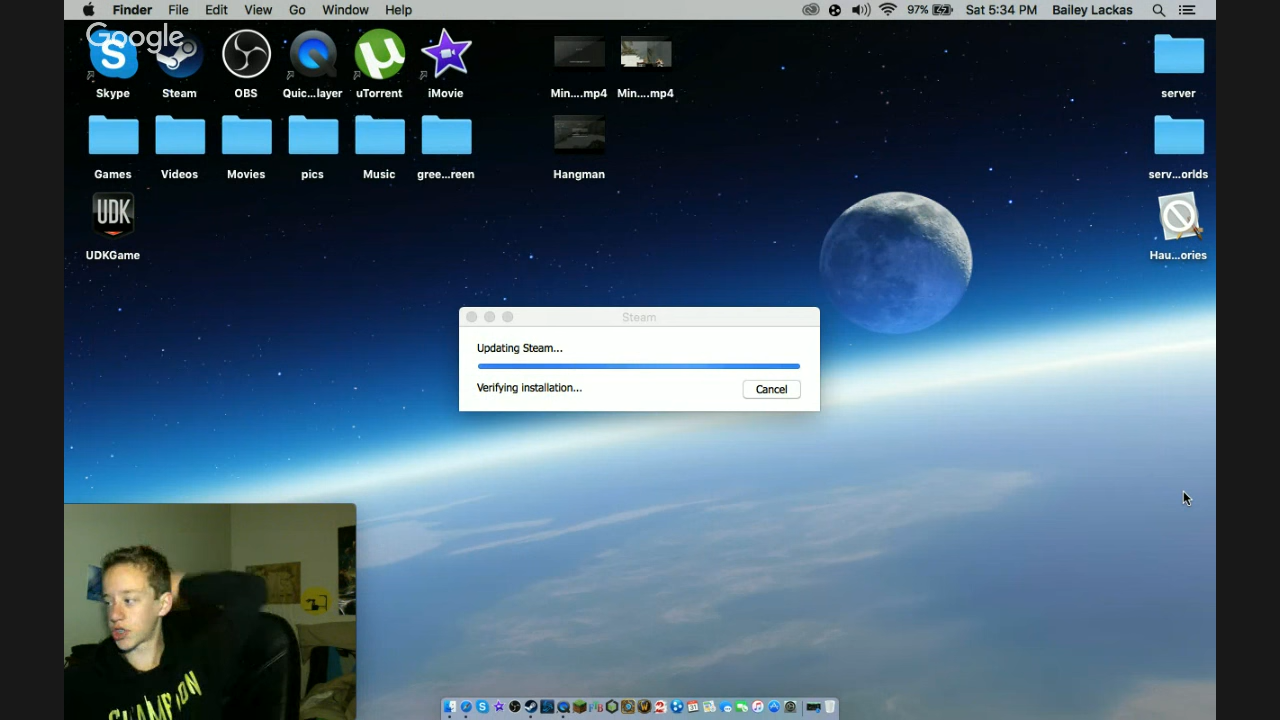 Finder File Edit View Go Window Help 97% Sat 5:34 PM Bailey Lackas
Google
Skype Steam OBS Quic...layer uTorrent iMovie Min....mp4 Min....mp4 server
Games Videos Movies pics Music gree...reen Hangman serv...orlds
UDK
UDKGame Hau...ories
Steam
Updating Steam...
Verifying installation... Cancel
CHAMPION